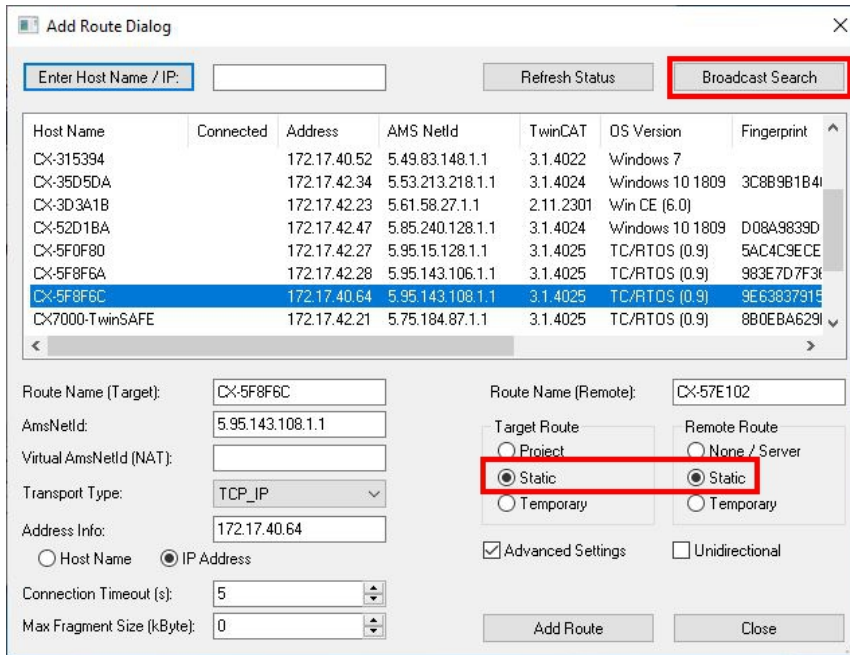 Add Route Dialog
Enter Host Name / IP: Refresh Status Broadcast Search
Host Name Connected Address AMS NetId TwinCAT OS Version Fingerprint
CX-315394 172.17.40.52 5.49.83.148.1.1 3.1.4022 Windows 7
CX-35D5DA 172.17.42.34 5.53.213.218.1.1 3.1.4024 Windows 10 1809 3C8B9B1B4
CX-3D3A1B 172.17.42.23 5.61.58.27.1.1 2.11.2301 Win CE (6.0)
CX-52D1BA 172.17.42.47 5.85.240.128.1.1 3.1.4024 Windows 10 1809 D08A9839D
CX-5F0F80 172.17.42.27 5.95.15.128.1.1 3.1.4025 TC/RTOS (0.9) 5AC4C9ECE
CX-5F8F6A 172.17.42.28 5.95.143.106.1.1 3.1.4025 TC/RTOS (0.9) 983E7D7F3
CX-5F8F6C 172.17.40.64 5.95.143.108.1.1 3.1.4025 TC/RTOS (0.9) 9E63837915
CX7000-TwinSAFE 172.17.42.21 5.75.184.87.1.1 3.1.4025 TC/RTOS (0.9) 8B0EBA629
Route Name (Target): CX-5F8F6C Route Name (Remote): CX-57E102
AmsNetId: 5.95.143.108.1.1 Target Route Remote Route
Virtual AmsNetId (NAT): Project None / Server
Transport Type: TCP_IP Static Static
Address Info: 172.17.40.64 Temporary Temporary
Host Name IP Address Advanced Settings Unidirectional
Connection Timeout (s): 5
Max Fragment Size (kByte): 0 Add Route Close